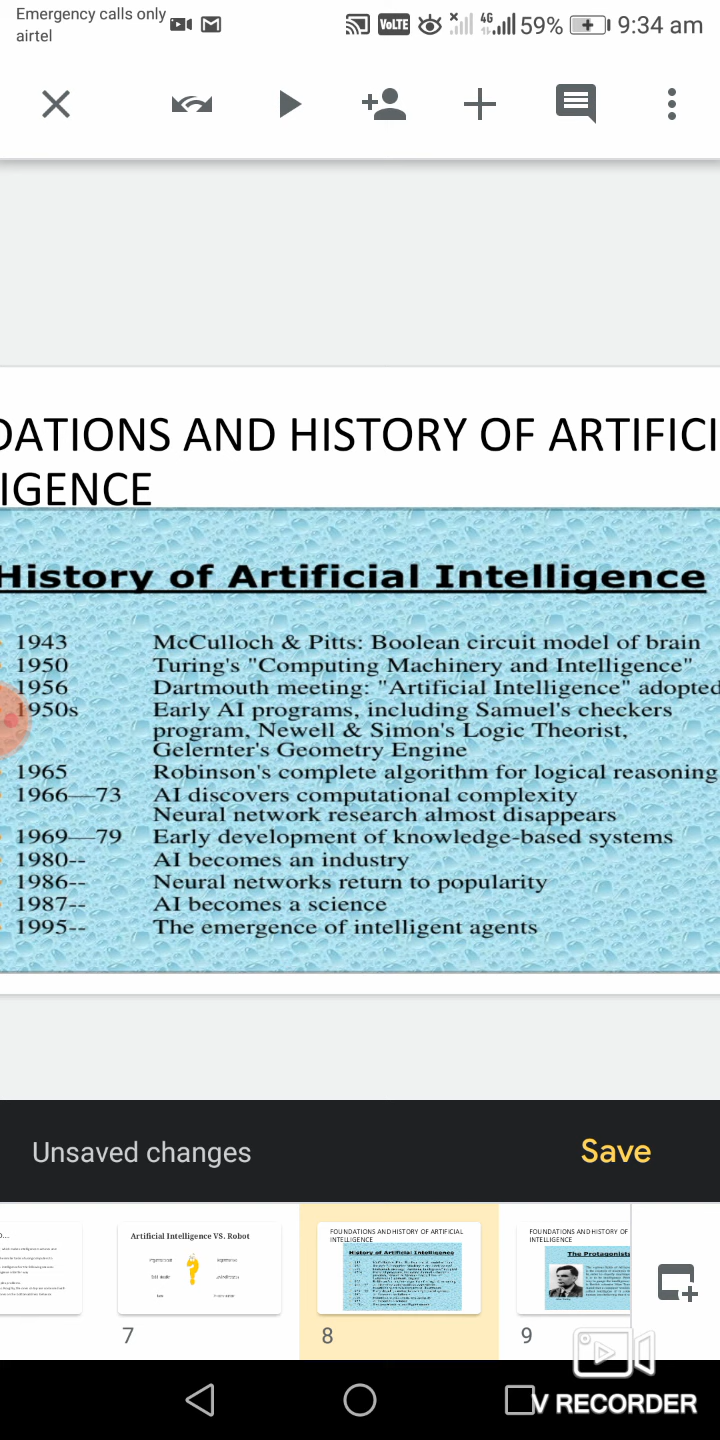 Emergency calls only
airtel
VoLTE
4G
59%
9:34 am
DATIONS AND HISTORY OF ARTIFICI
IGENCE
History of Artificial Intelligence
1943 McCulloch & Pitts: Boolean circuit model of brain
1950 Turing's "Computing Machinery and Intelligence"
1956 Dartmouth meeting: "Artificial Intelligence" adopted
1950s Early AI programs, including Samuel's checkers
program, Newell & Simon's Logic Theorist,
Gelernter's Geometry Engine
1965 Robinson's complete algorithm for logical reasoning
1966—73 AI discovers computational complexity
Neural network research almost disappears
1969—79 Early development of knowledge-based systems
1980-- AI becomes an industry
1986-- Neural networks return to popularity
1987-- AI becomes a science
1995-- The emergence of intelligent agents
Unsaved changes
Save
Artificial Intelligence VS. Robot
FOUNDATIONS AND HISTORY OF ARTIFICIAL
INTELLIGENCE
History of Artificial Intelligence
FOUNDATIONS AND HISTORY OF
INTELLIGENCE
The Protagonists
7
8
9
V RECORDER